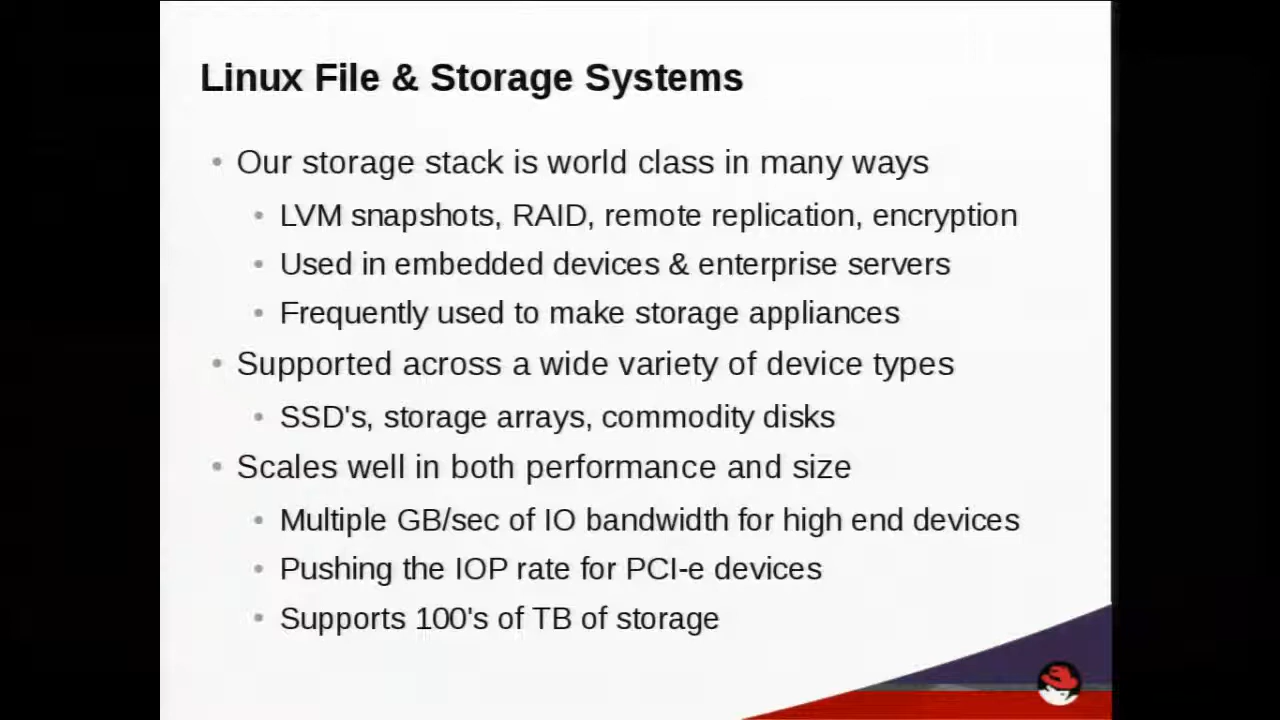 Linux File & Storage Systems
Our storage stack is world class in many ways
LVM snapshots, RAID, remote replication, encryption
Used in embedded devices & enterprise servers
Frequently used to make storage appliances
Supported across a wide variety of device types
SSD's, storage arrays, commodity disks
Scales well in both performance and size
Multiple GB/sec of IO bandwidth for high end devices
Pushing the IOP rate for PCI-e devices
Supports 100's of TB of storage